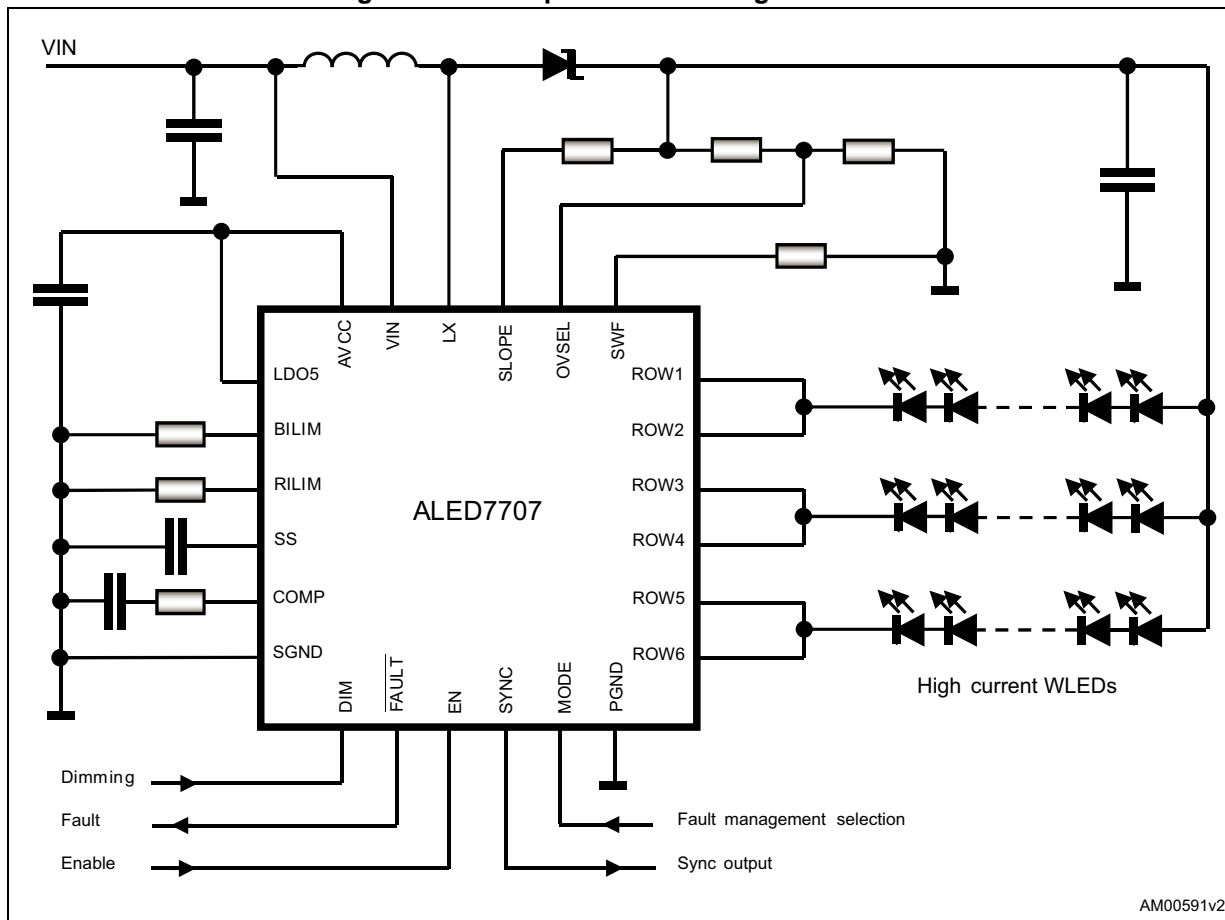 VIN
AVCC
VIN
LX
SLOPE
OVSEL
SWF
LDO5
BILIM
RILIM
SS
COMP
SGND
ALED7707
ROW1
ROW2
ROW3
ROW4
ROW5
ROW6
DIM
FAULT
EN
SYNC
MODE
PGND
High current WLEDs
Dimming
Fault
Enable
Fault management selection
Sync output
AM00591v2